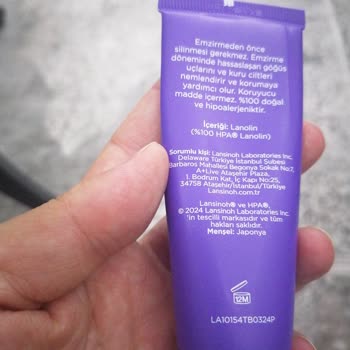 Emzirmeden önce
silinmesi gerekmez. Emzirme
döneminde hassaslaşan göğüs
uçlarını ve kuru ciltleri
nemlendirir ve korumaya
yardımcı olur. Koruyucu
madde içermez. %100 doğal
ve hipoalerjeniktir.
İçeriği: Lanolin
(%100 HPA® Lanolin)
Sorumlu kişi: Lansinoh Laboratories Inc.
Delaware Türkiye İstanbul Şubesi
Barbaros Mahallesi Begonya Sokak No:7,
A+Live Ataşehir Plaza,
1. Bodrum Kat, İç Kapı No:25,
34758 Ataşehir/İstanbul/Türkiye
Lansinoh.com.tr
Lansinoh® ve HPA®,
© 2024 Lansinoh Laboratories Inc.
'in tescilli markasıdır ve tüm
hakları saklıdır.
Menşei: Japonya
12M
LA10154TB0324P